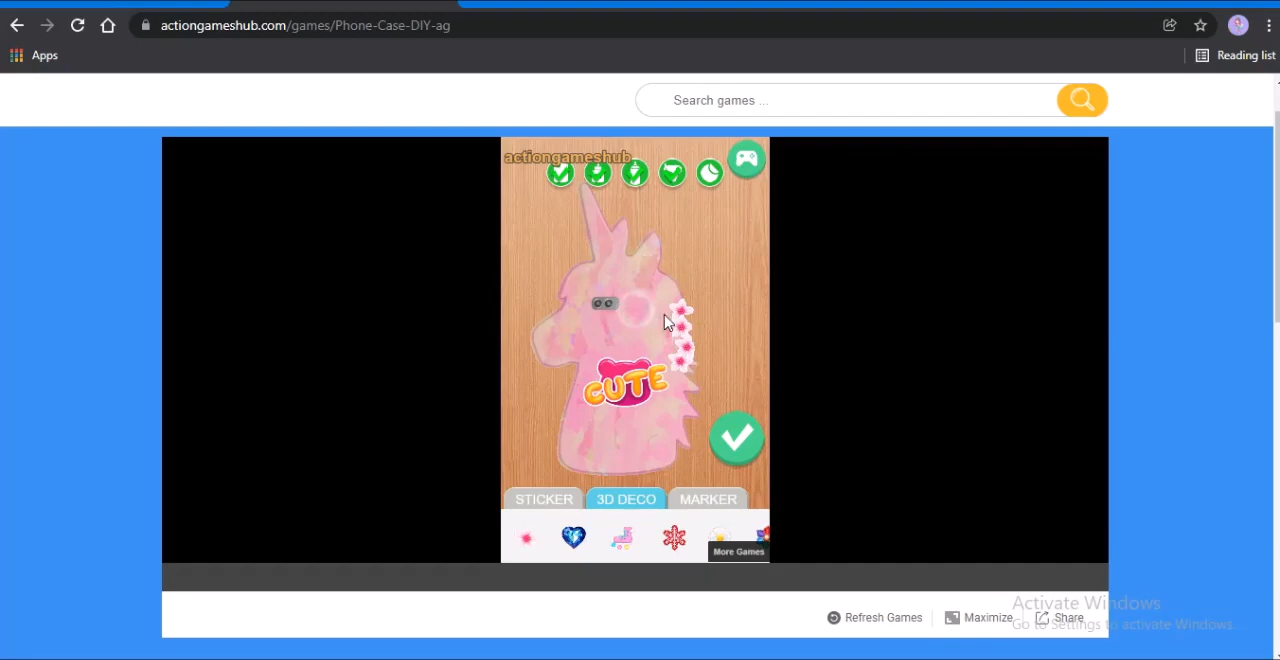 actiongameshub.com/games/Phone-Case-DIY-ag
Apps
Reading list
Search games ...
actiongameshub
CUTE
STICKER
3D DECO
MARKER
More Games
Refresh Games
Maximize
Share
Activate Windows
Go to Settings to activate Windows.